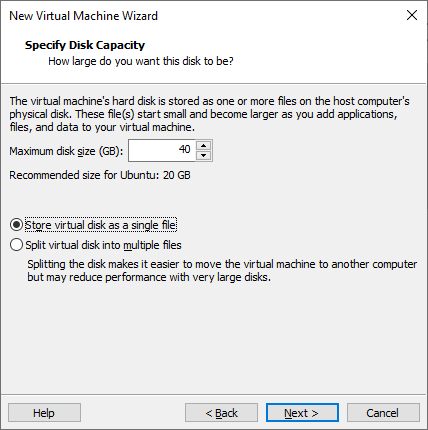 New Virtual Machine Wizard
Specify Disk Capacity
How large do you want this disk to be?
The virtual machine's hard disk is stored as one or more files on the host computer's
physical disk. These file(s) start small and become larger as you add applications,
files, and data to your virtual machine.
Maximum disk size (GB): 40
Recommended size for Ubuntu: 20 GB
Store virtual disk as a single file
Split virtual disk into multiple files
Splitting the disk makes it easier to move the virtual machine to another computer
but may reduce performance with very large disks.
Help < Back Next > Cancel